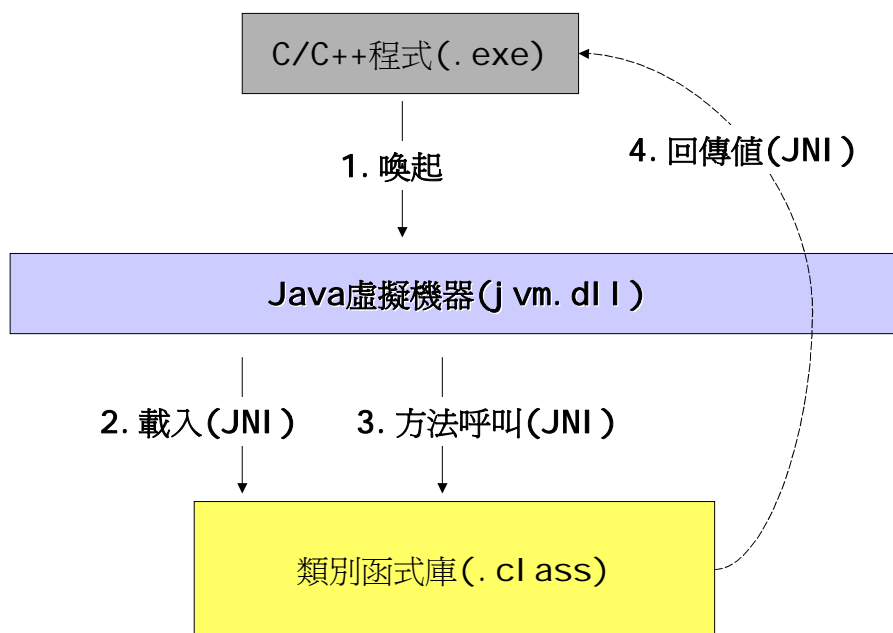 C/C++程式(.exe)
1.喚起
4.回傳值(JNI)
Java虛擬機器(jvm.dll)
2.載入(JNI)
3.方法呼叫(JNI)
類別函式庫(.class)